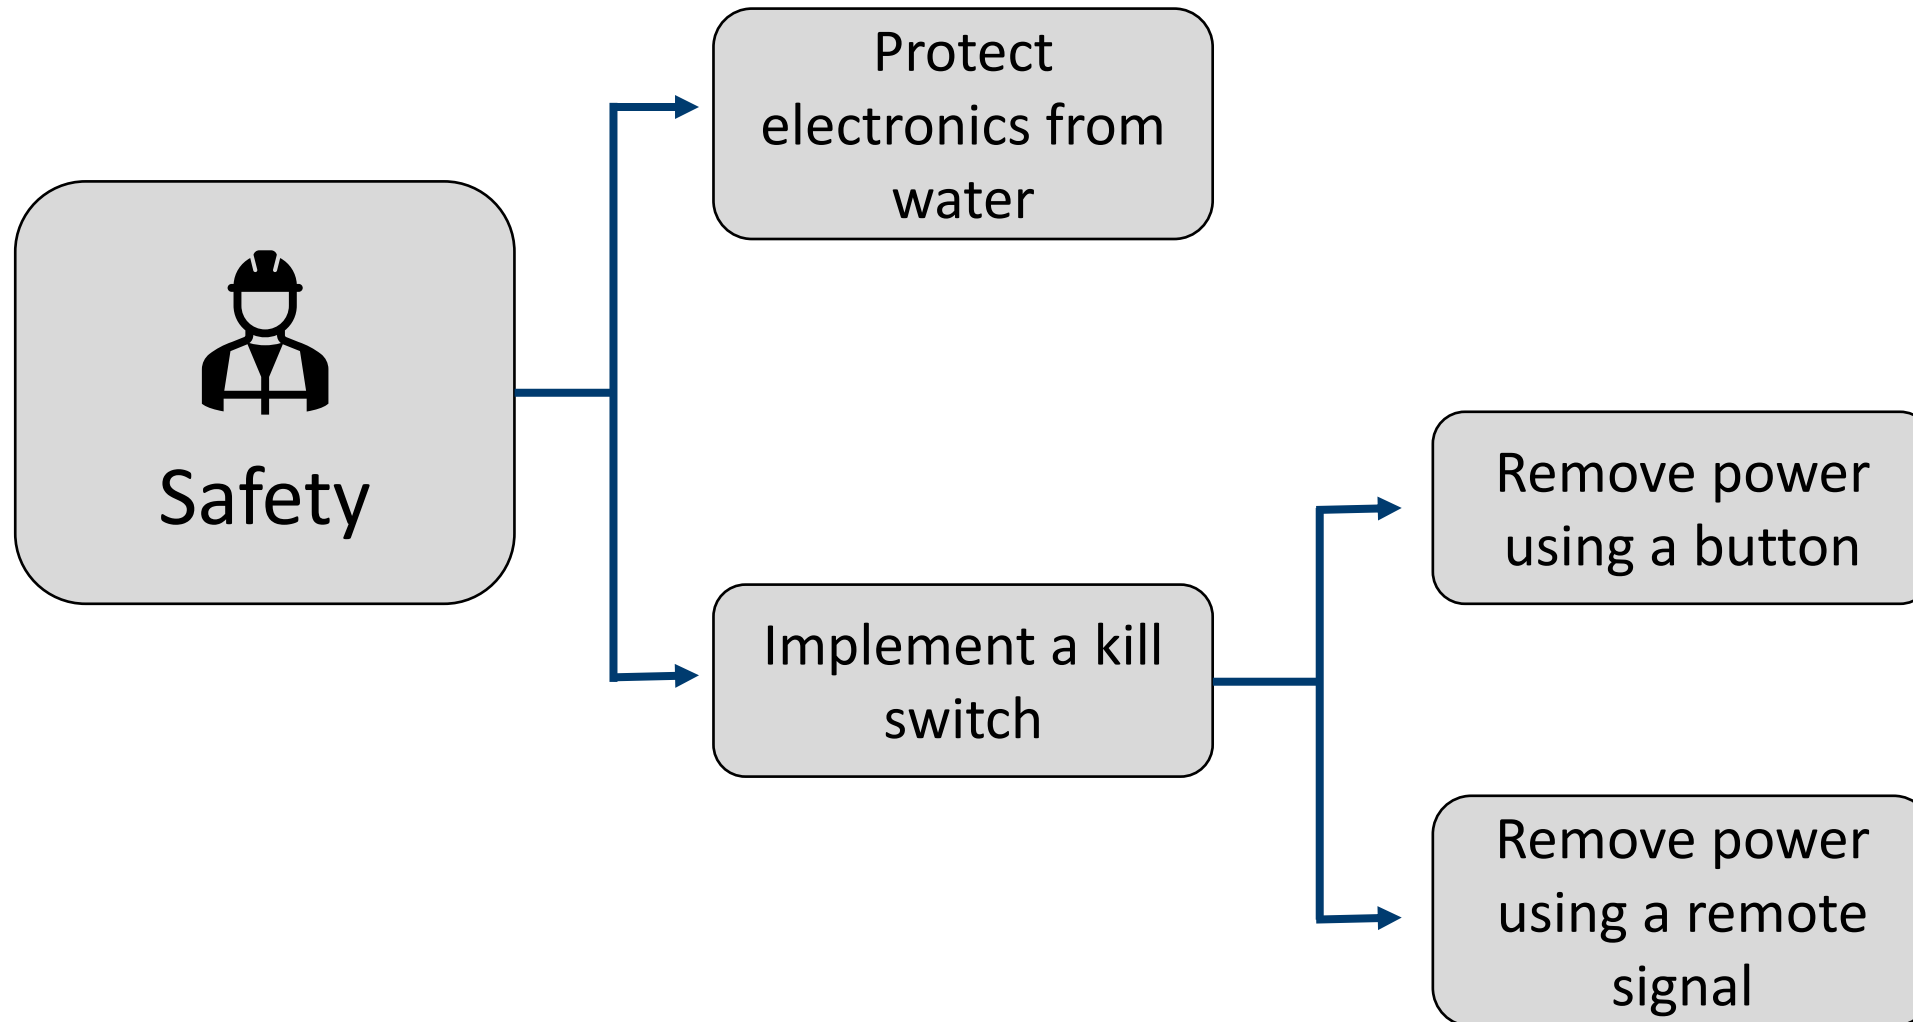 Protect
electronics from
water
Safety
Implement a kill
switch
Remove power
using a button
Remove power
using a remote
signal